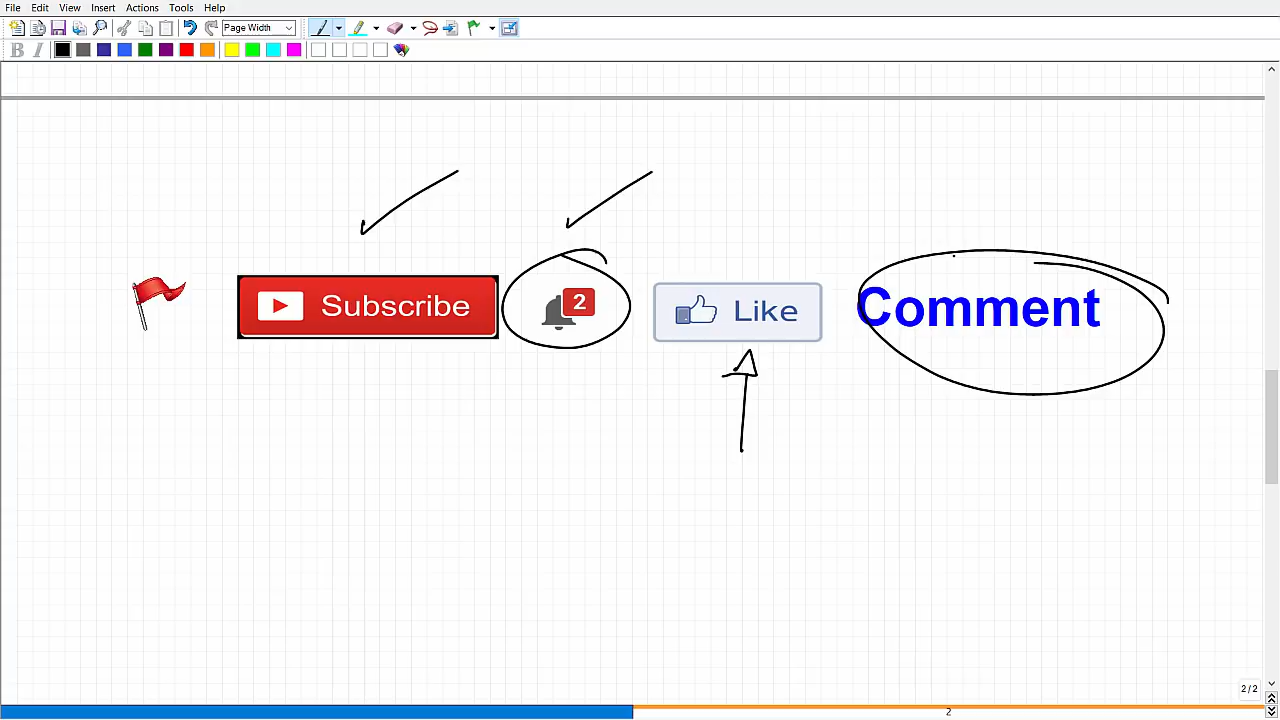 File Edit View Insert Actions Tools Help
Page Width
B I
Subscribe 2 Like Comment
2/2
2